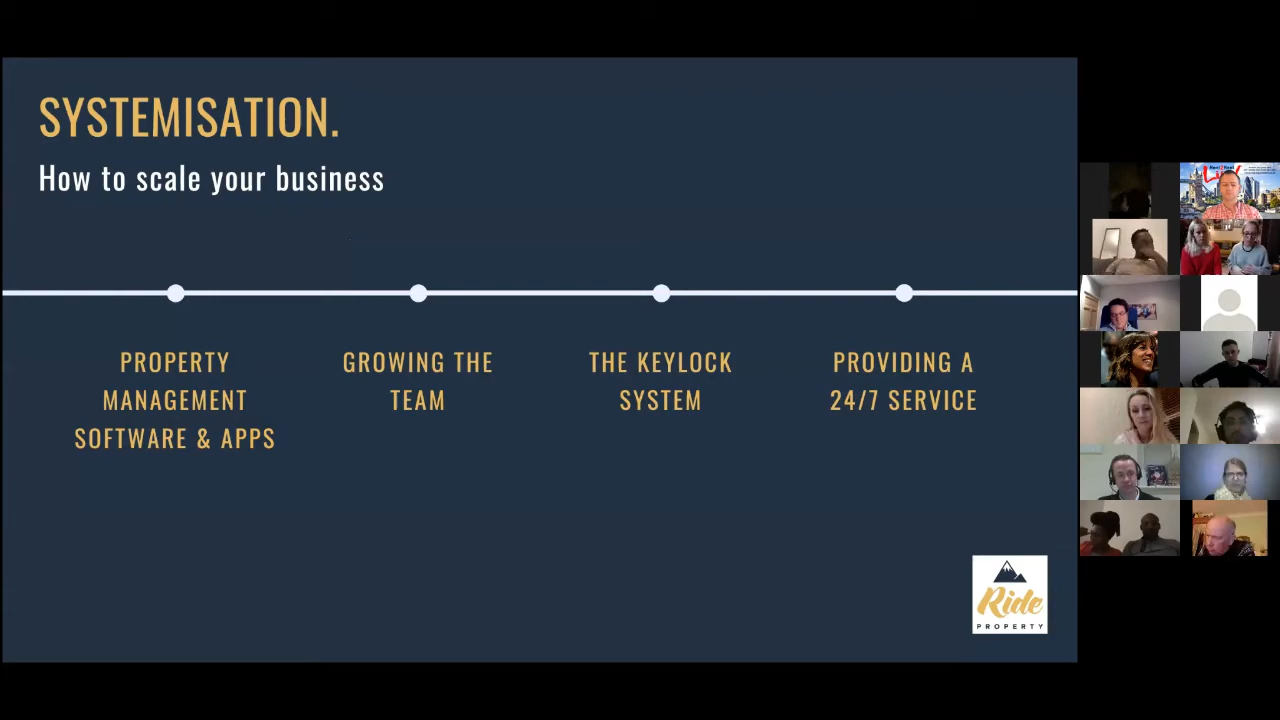 SYSTEMISATION.
How to scale your business
PROPERTY
MANAGEMENT
SOFTWARE & APPS
GROWING THE
TEAM
THE KEYLOCK
SYSTEM
PROVIDING A
24/7 SERVICE
Ride
PROPERTY